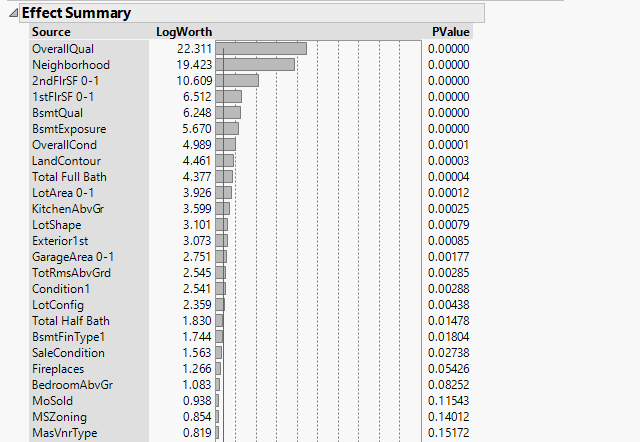 Effect Summary
Source LogWorth PValue
OverallQual 22.311 0.00000
Neighborhood 19.423 0.00000
2ndFlrSF 0-1 10.609 0.00000
1stFlrSF 0-1 6.512 0.00000
BsmtQual 6.248 0.00000
BsmtExposure 5.670 0.00000
OverallCond 4.989 0.00001
LandContour 4.461 0.00003
Total Full Bath 4.377 0.00004
LotArea 0-1 3.926 0.00012
KitchenAbvGr 3.599 0.00025
LotShape 3.101 0.00079
Exterior1st 3.073 0.00085
GarageArea 0-1 2.751 0.00177
TotRmsAbvGrd 2.545 0.00285
Condition1 2.541 0.00288
LotConfig 2.359 0.00438
Total Half Bath 1.830 0.01478
BsmtFinType1 1.744 0.01804
SaleCondition 1.563 0.02738
Fireplaces 1.266 0.05426
BedroomAbvGr 1.083 0.08252
MoSold 0.938 0.11543
MSZoning 0.854 0.14012
MasVnrType 0.819 0.15172